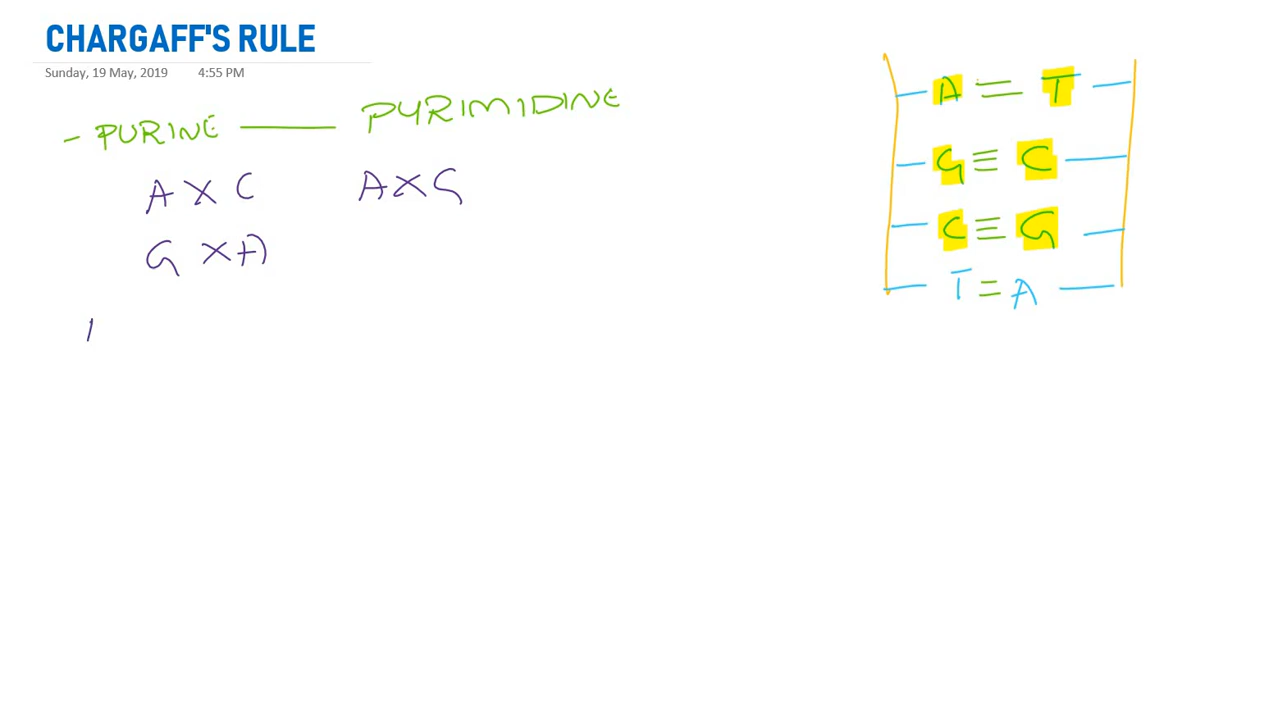 CHARGAFF'S RULE
Sunday, 19 May, 2019 4:55 PM
- PURINE —— PYRIMIDINE
A X C A X G
G X A
A = T
G ≡ C
C ≡ G
T = A